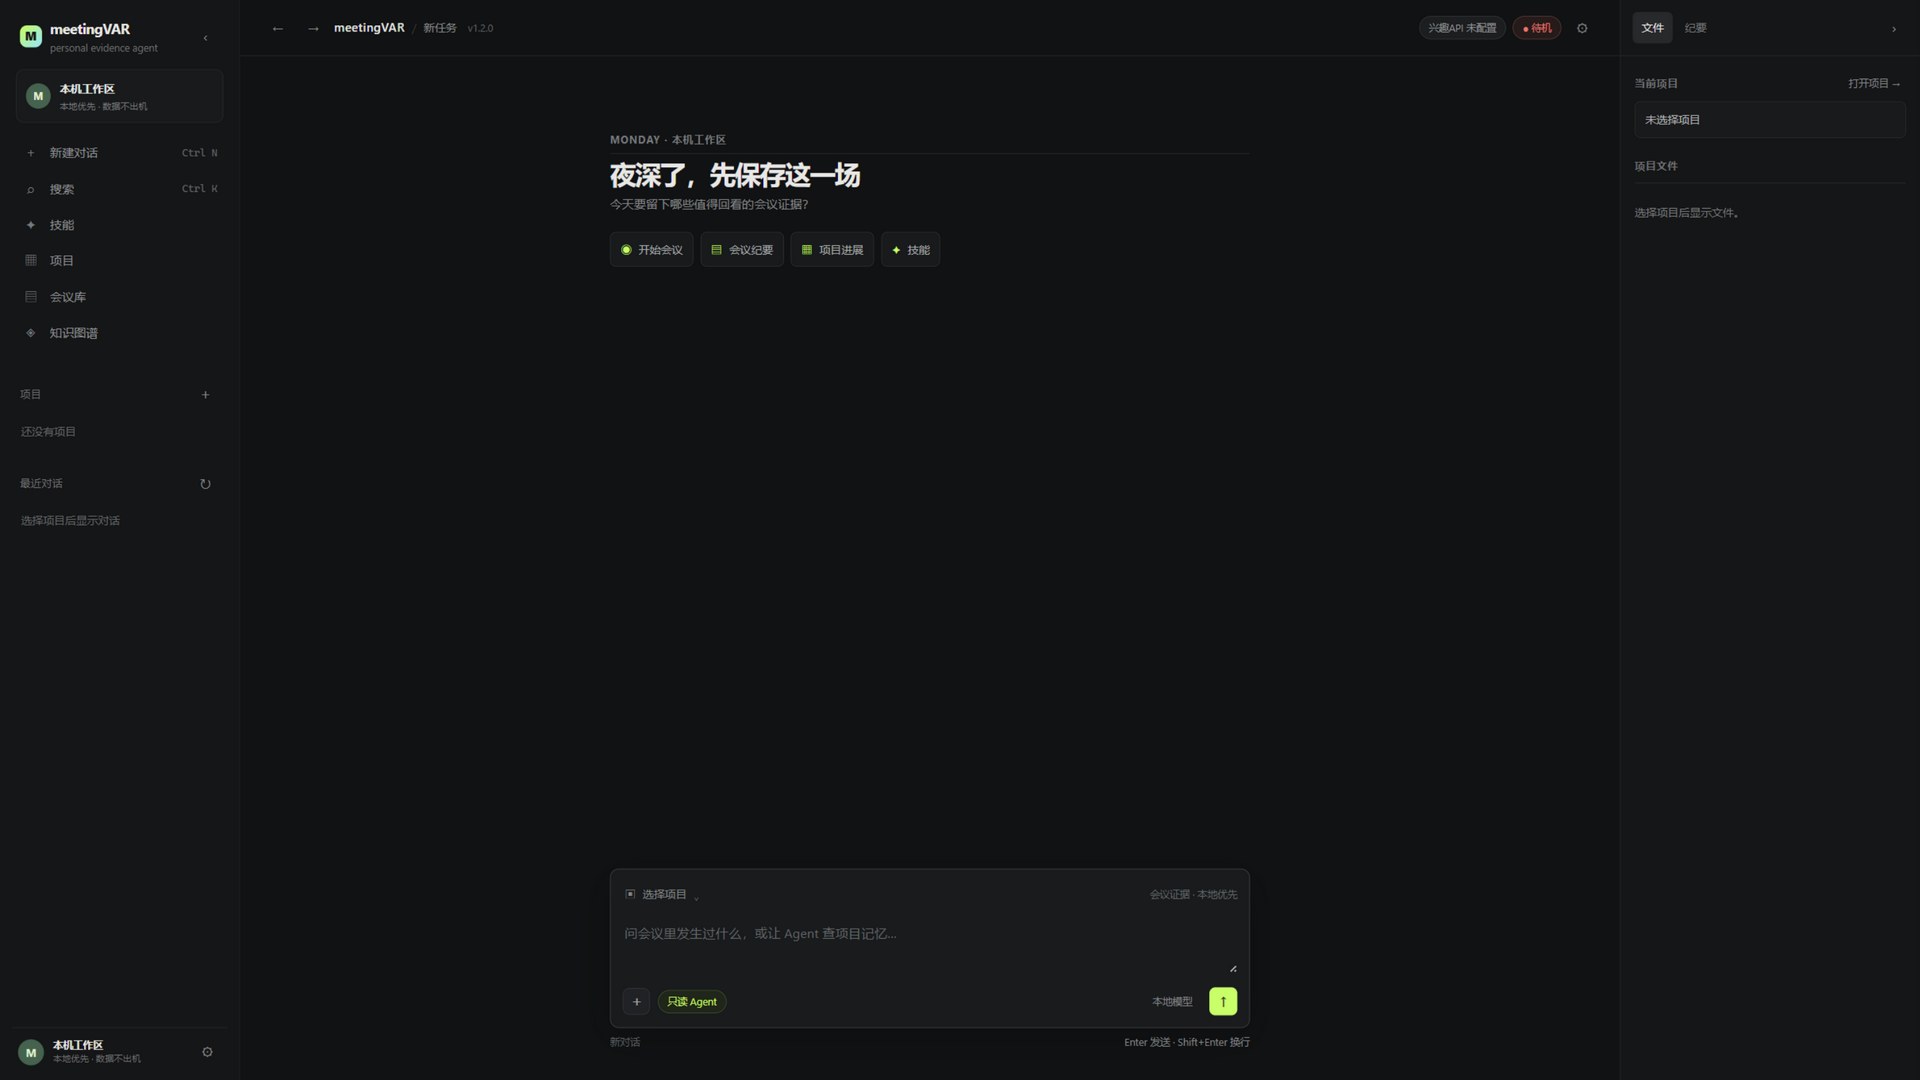 M meetingVAR
personal evidence agent
‹
M 本机工作区
本地优先 · 数据不出机
+ 新建对话 Ctrl N
搜索 Ctrl K
技能
项目
会议库
知识图谱
项目 +
还没有项目
最近对话 ↻
选择项目后显示对话
M 本机工作区
本地优先 · 数据不出机
← → meetingVAR / 新任务 v1.2.0
兴趣API 未配置 ● 待机
MONDAY · 本机工作区
夜深了，先保存这一场
今天要留下哪些值得回看的会议证据？
开始会议 会议纪要 项目进展 技能
选择项目 会议证据 · 本地优先
问会议里发生过什么，或让 Agent 查项目记忆...
+ 只读 Agent 本地模型 ↑
新对话 Enter 发送 · Shift+Enter 换行
文件 纪要 ›
当前项目 打开项目 →
未选择项目
项目文件
选择项目后显示文件。